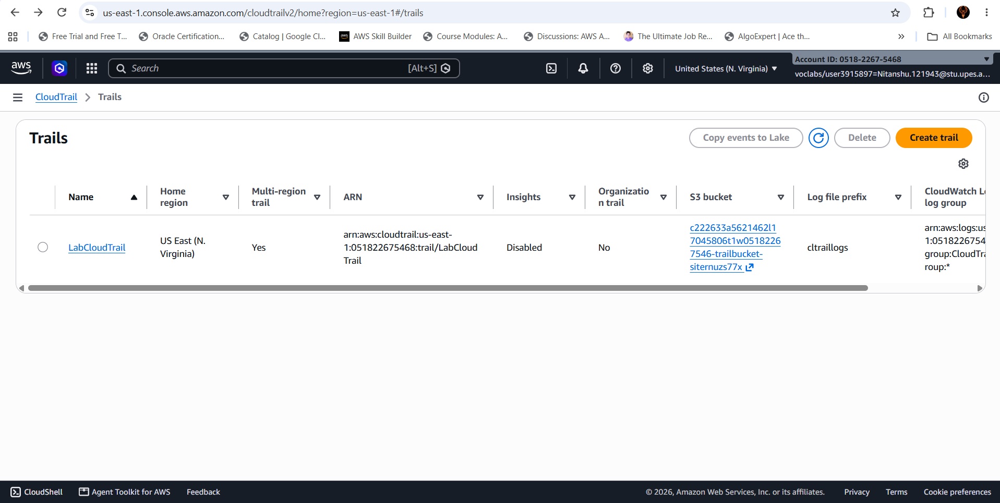 us-east-1.console.aws.amazon.com/cloudtrailv2/home?region=us-east-1#/trails
Free Trial and Free T...
Oracle Certification...
Catalog | Google Cl...
aws
AWS Skill Builder
Course Modules: A...
Discussions: AWS A...
The Ultimate Job Re...
AlgoExpert | Ace th...
»
All Bookmarks
aws
Search
[Alt+S]
United States (N. Virginia)
Account ID: 0518-2267-5468
voclabs/user3915897=Nitanshu.121943@stu.upes.a...
CloudTrail
Trails
Trails
Copy events to Lake
Delete
Create trail
Name
Home
region
Multi-region
trail
ARN
Insights
Organizatio
n trail
S3 bucket
Log file prefix
CloudWatch L
log group
LabCloudTrail
US East (N.
Virginia)
Yes
arn:aws:cloudtrail:us-east-
1:051822675468:trail/LabCloud
Trail
Disabled
No
c222633a5621462l1
7045806t1w0518226
7546-trailbucket-
siternuzs77x
cltraillogs
arn:aws:logs:us
1:0518226754
group:CloudTra
roup:*
CloudShell
Agent Toolkit for AWS
Feedback
© 2026, Amazon Web Services, Inc. or its affiliates.
Privacy
Terms
Cookie preferences